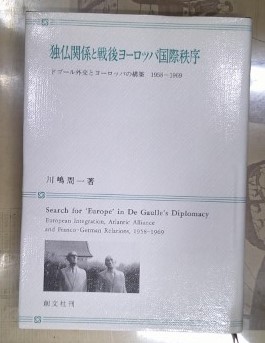 独仏関係と戦後ヨーロッパ国際秩序
ドゴール外交とヨーロッパの構築 1958－1969
川嶋周一著
Search for 'Europe' in De Gaulle's Diplomacy
European Integration, Atlantic Alliance
and Franco-German Relations, 1958-1969
創文社刊